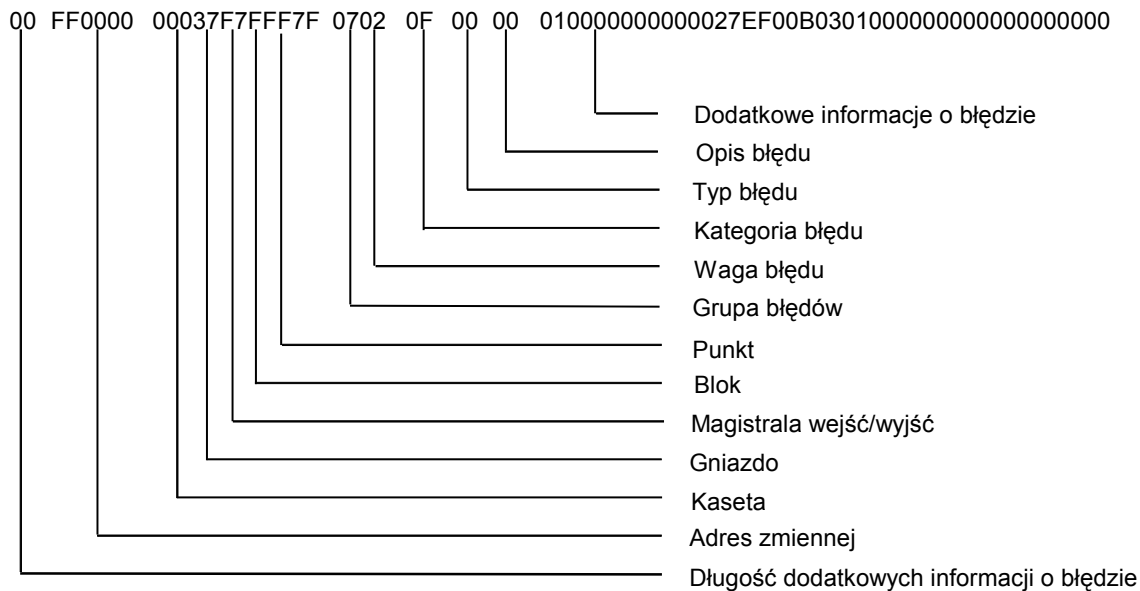 00 FF0000 00037F7FFF7F 0702 0F 00 00 01000000000000027EF00B0301000000000000000000
Dodatkowe informacje o błędzie
Opis błędu
Typ błędu
Kategoria błędu
Waga błędu
Grupa błędów
Punkt
Blok
Magistrala wejść/wyjść
Gniazdo
Kaseta
Adres zmiennej
Długość dodatkowych informacji o błędzie